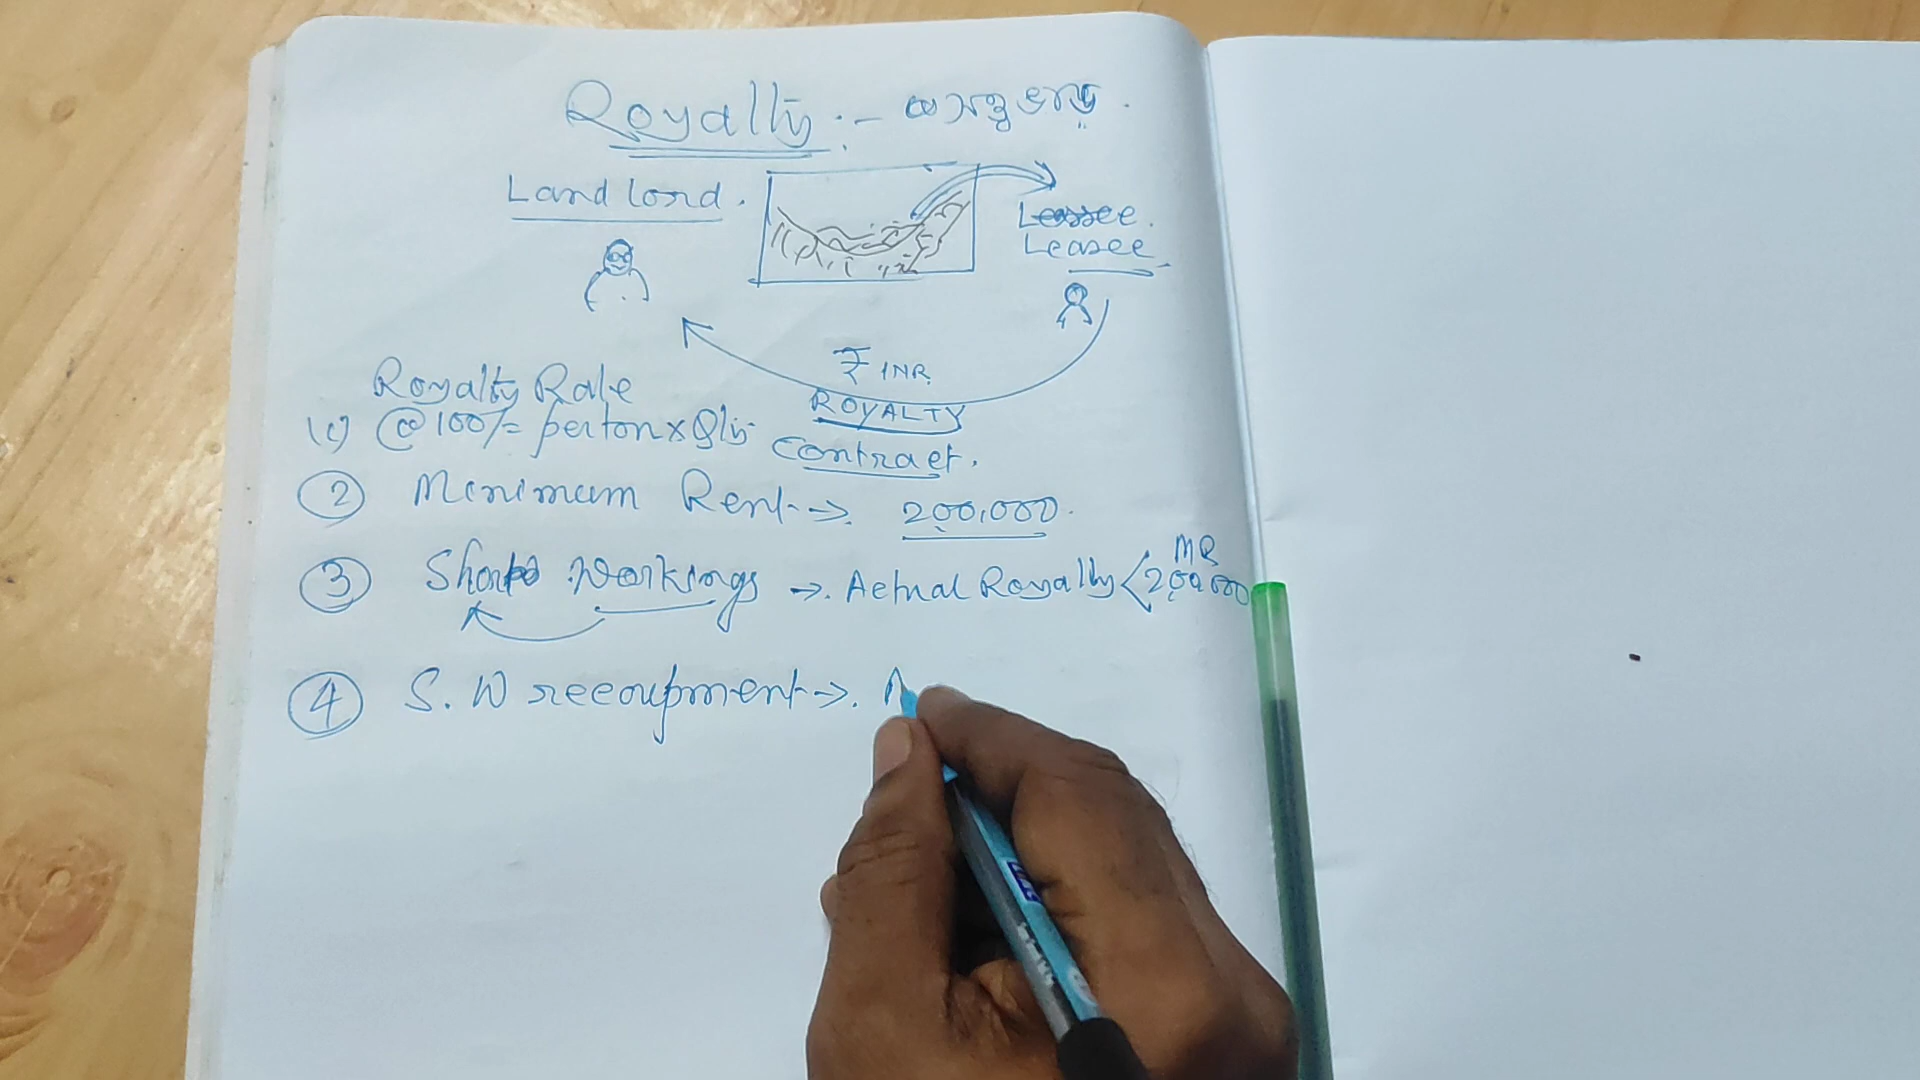 Royalty :-
Land lord.
Leasee.
Leasee
₹ INR.
ROYALTY
Contract.
Royalty Rate
(1) @ 100/= per ton x Qty
② Minimum Rent → 200,000.
③ Short Workings → Actual Royalty < 200,000
MR
④ S.W recoupment →.